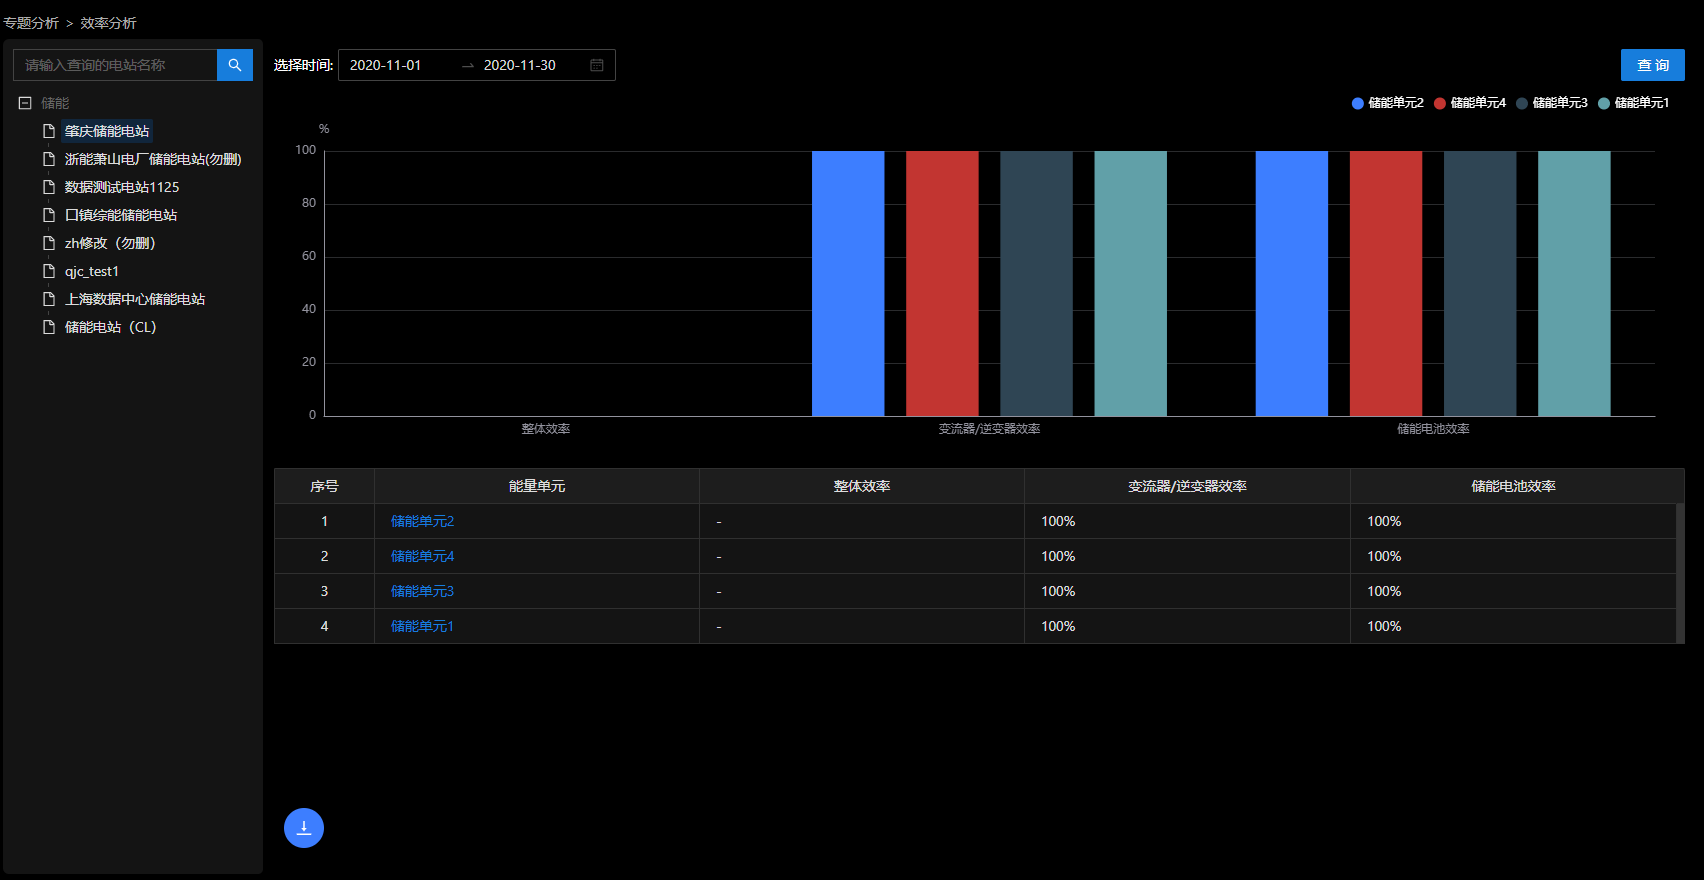 专题分析 > 效率分析
请输入查询的电站名称
储能
肇庆储能电站
浙能萧山电厂储能电站(勿删)
数据测试电站1125
口镇综能储能电站
zh修改（勿删）
qjc_test1
上海数据中心储能电站
储能电站（CL）
选择时间: 2020-11-01 → 2020-11-30
查 询
储能单元2 储能单元4 储能单元3 储能单元1
%
100
80
60
40
20
0
整体效率 变流器/逆变器效率 储能电池效率
序号 能量单元 整体效率 变流器/逆变器效率 储能电池效率
1 储能单元2 - 100% 100%
2 储能单元4 - 100% 100%
3 储能单元3 - 100% 100%
4 储能单元1 - 100% 100%